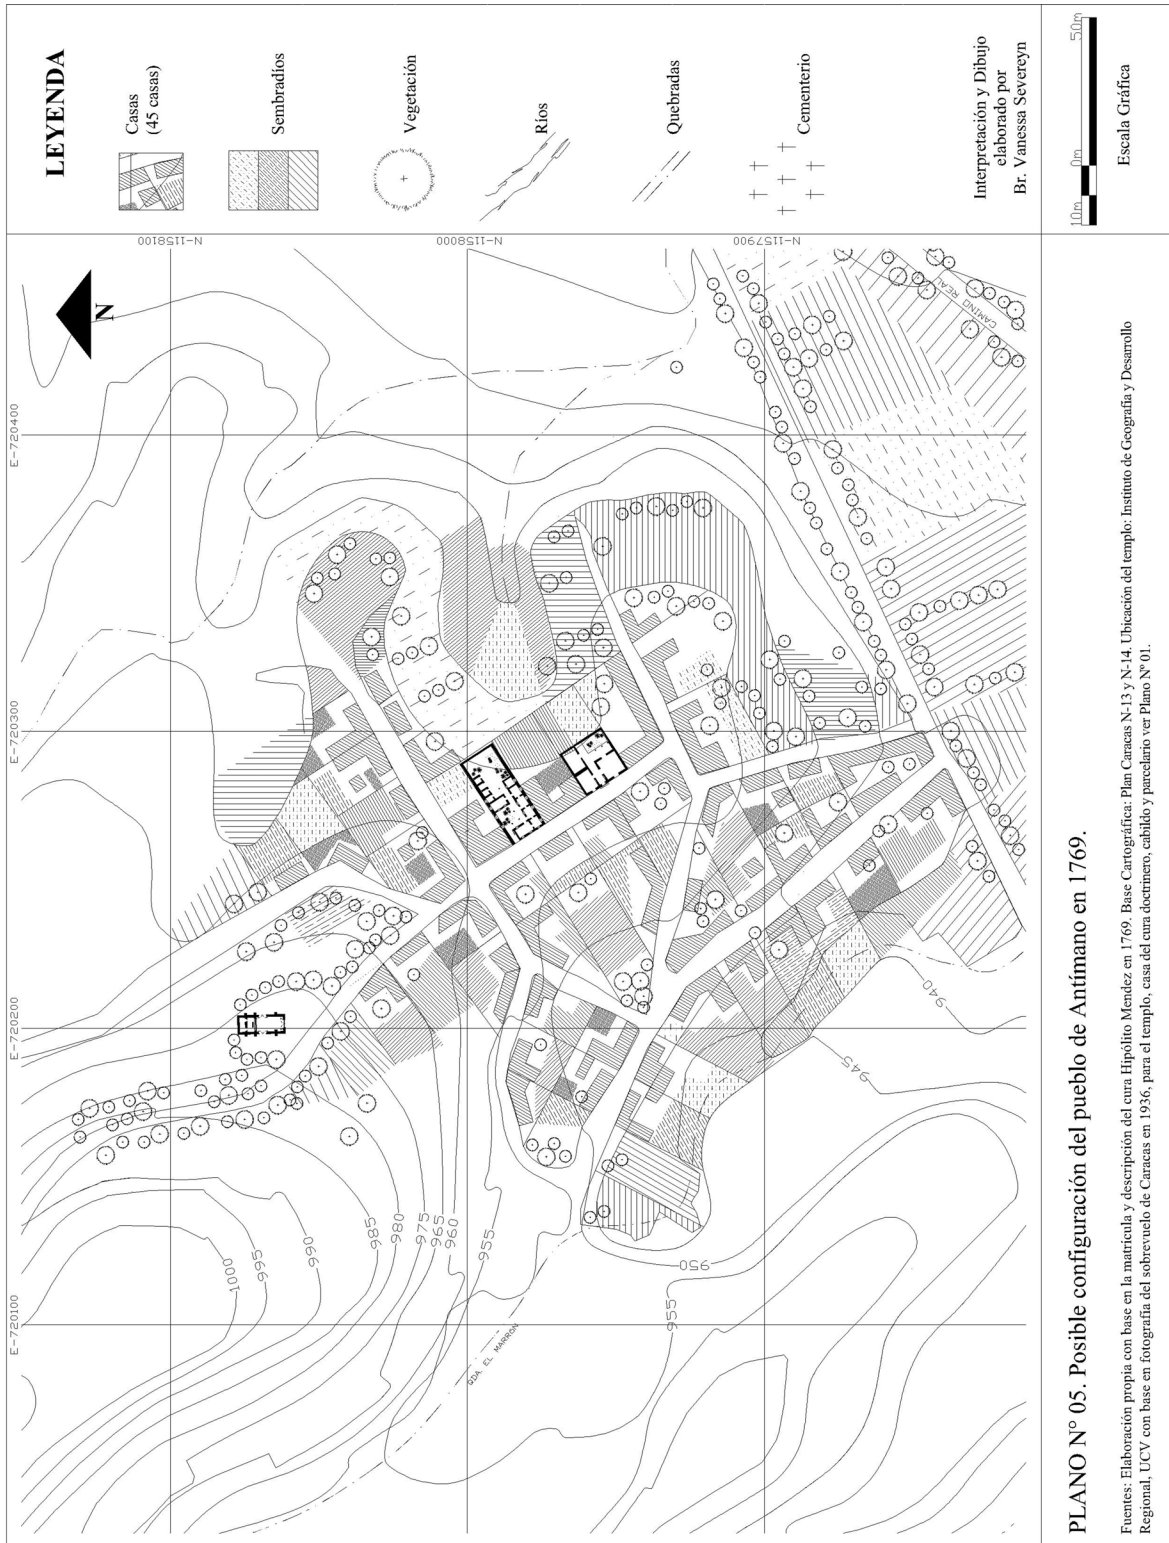 LEYENDA
Casas
(45 casas)
Sembradíos
Vegetación
Ríos
Quebradas
Cementerio
Interpretación y Dibujo
elaborado por
Br. Vanessa Severeyn
10m 0m 50m
Escala Gráfica
N
E-720100
E-720200
E-720300
E-720400
N-1158100
N-1158000
N-1157900
1000
995
990
985
980
975
965
960
955
950
955
945
940
QDA EL MARRON
CAMINO REAL
PLANO Nº 05. Posible configuración del pueblo de Antímano en 1769.
Fuentes: Elaboración propia con base en la matrícula y descripción del cura Hipólito Mendez en 1769. Base Cartográfica: Plan Caracas N-13 y N-14. Ubicación del templo: Instituto de Geografía y Desarrollo
Regional, UCV con base en fotografía del sobrevuelo de Caracas en 1936, para el templo, casa del cura doctrinero, cabildo y parcelario ver Plano Nº 01.